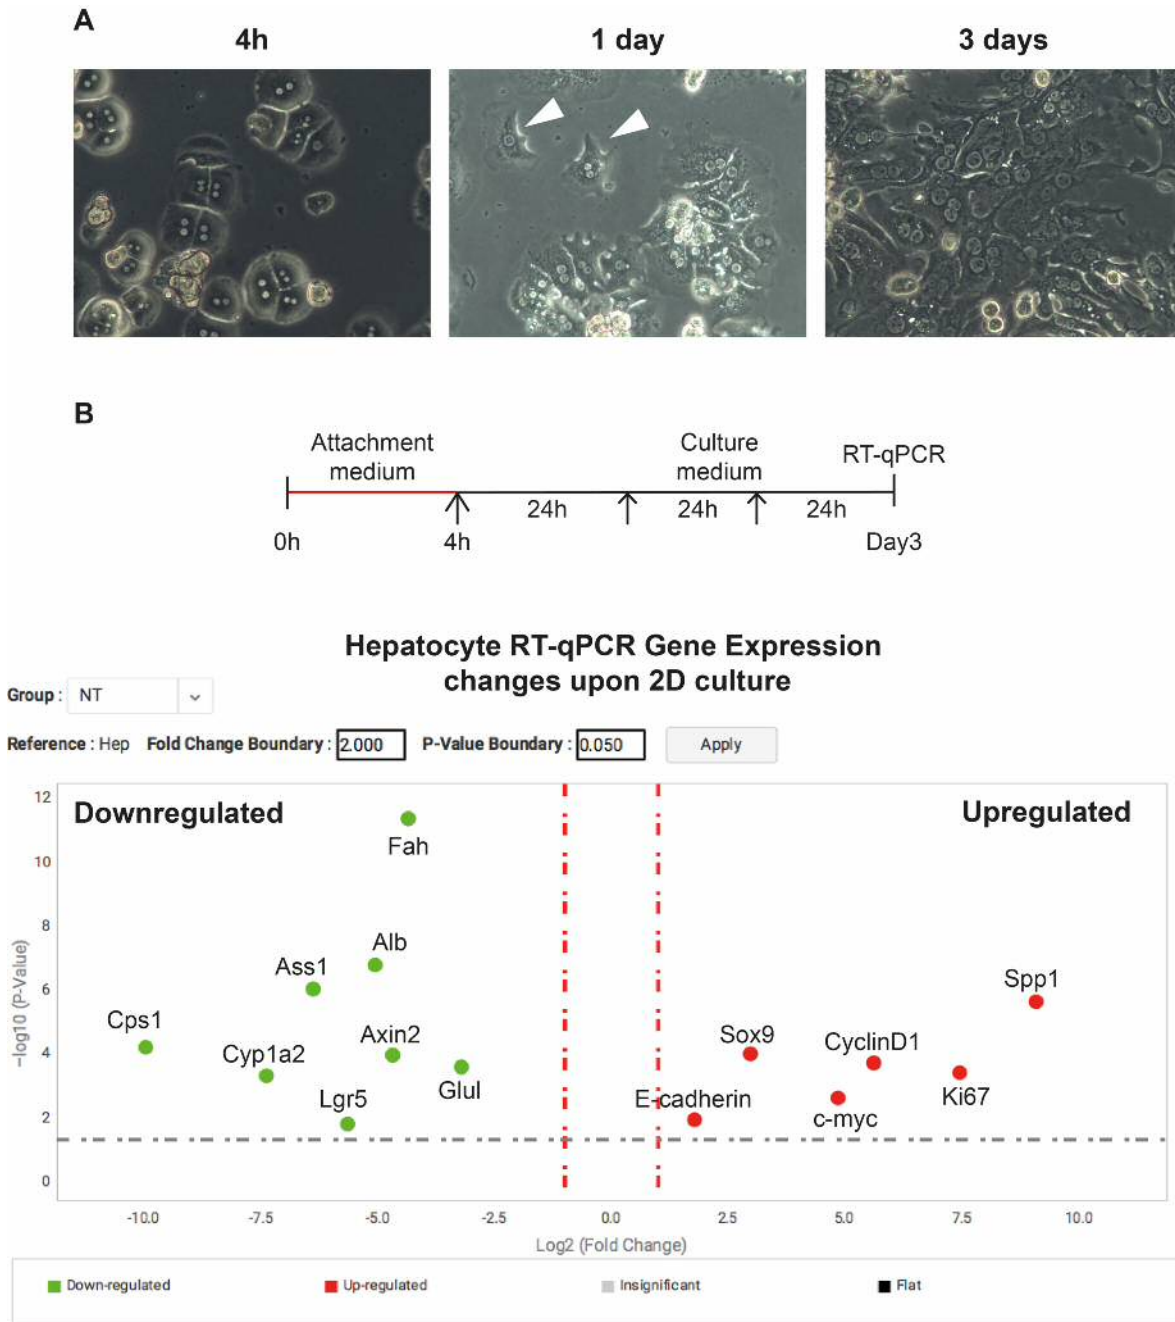 A
4h
1 day
3 days
B
Attachment
medium
Culture
medium
RT-qPCR
24h
24h
24h
0h
4h
Day3
Hepatocyte RT-qPCR Gene Expression
changes upon 2D culture
Group : NT
Reference : Hep Fold Change Boundary : 2.000 P-Value Boundary : 0.050 Apply
Downregulated
Upregulated
12
10
8
6
4
2
0
-log10 (P-Value)
Fah
Alb
Ass1
Cps1
Cyp1a2
Axin2
Lgr5
Glul
Spp1
Sox9
CyclinD1
E-cadherin
c-myc
Ki67
-10.0 -7.5 -5.0 -2.5 0.0 2.5 5.0 7.5 10.0
Log2 (Fold Change)
Down-regulated Up-regulated Insignificant Flat